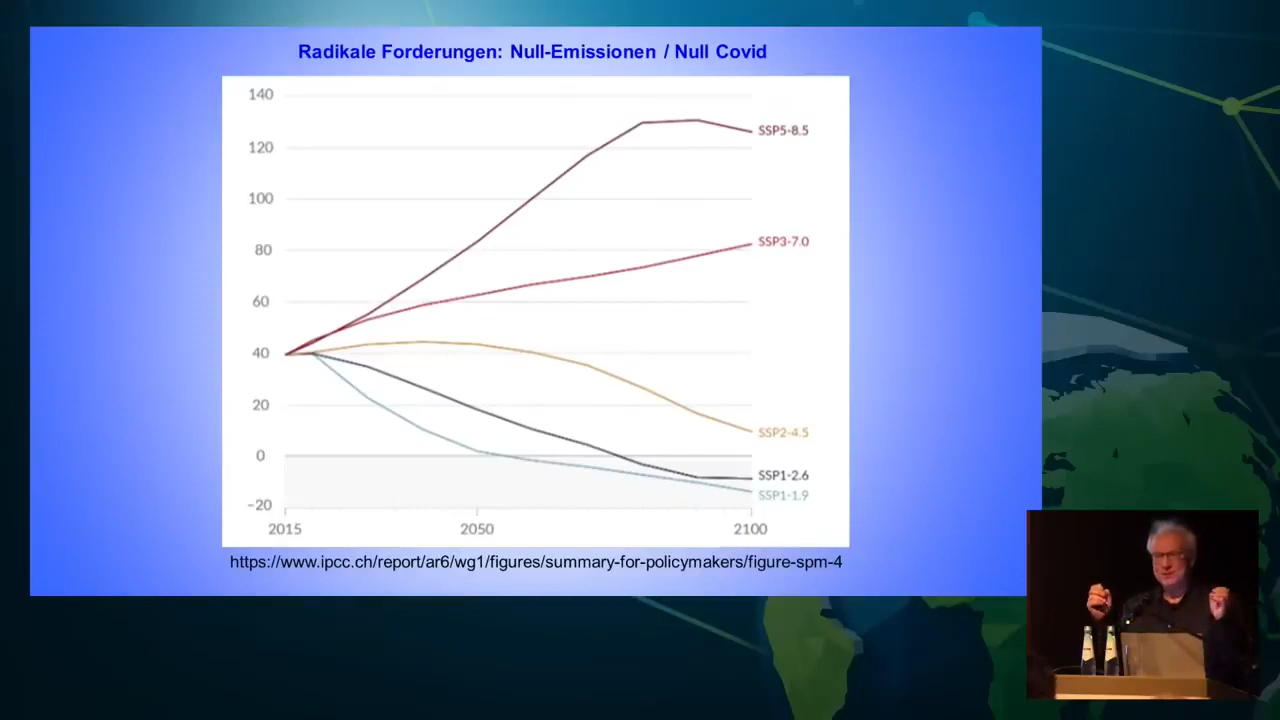 Radikale Forderungen: Null-Emissionen / Null Covid
140
120
100
80
60
40
20
0
−20
SSP5-8.5
SSP3-7.0
SSP2-4.5
SSP1-2.6
SSP1-1.9
2015
2050
2100
https://www.ipcc.ch/report/ar6/wg1/figures/summary-for-policymakers/figure-spm-4